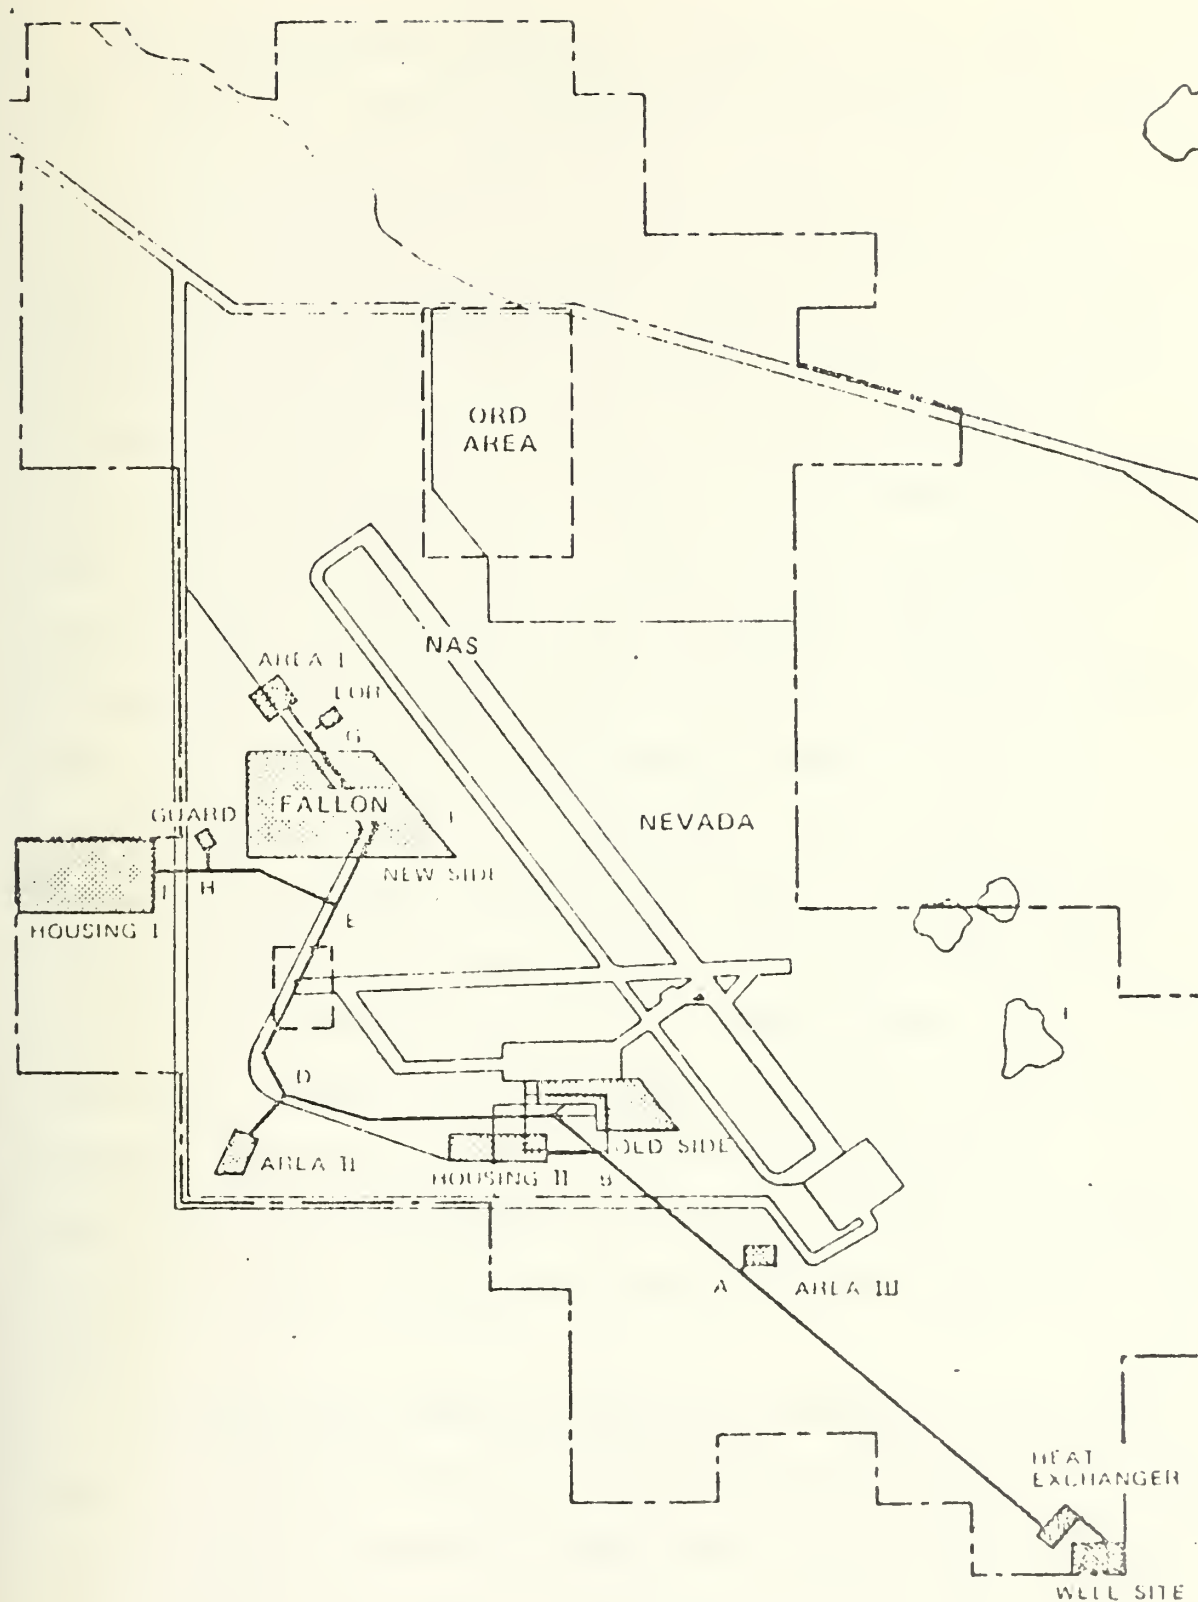 ORD
AREA
NAS
AREA I
G
FALLON
GUARD
NEVADA
NEW SIDE
H
HOUSING I
E
D
OLD SIDE
AREA II
HOUSING II
B
A
AREA III
HEAT
EXCHANGER
WELL SITE